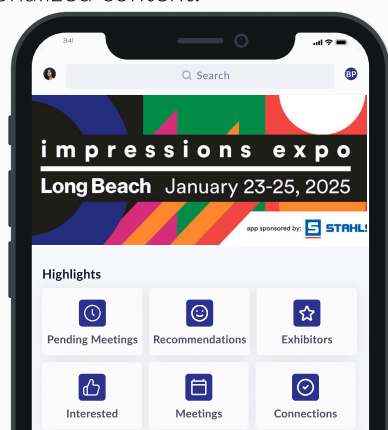 9:41
Search
BP
impressions expo
Long Beach January 23-25, 2025
app sponsored by: S STAHLS
Highlights
Pending Meetings Recommendations Exhibitors
Interested Meetings Connections